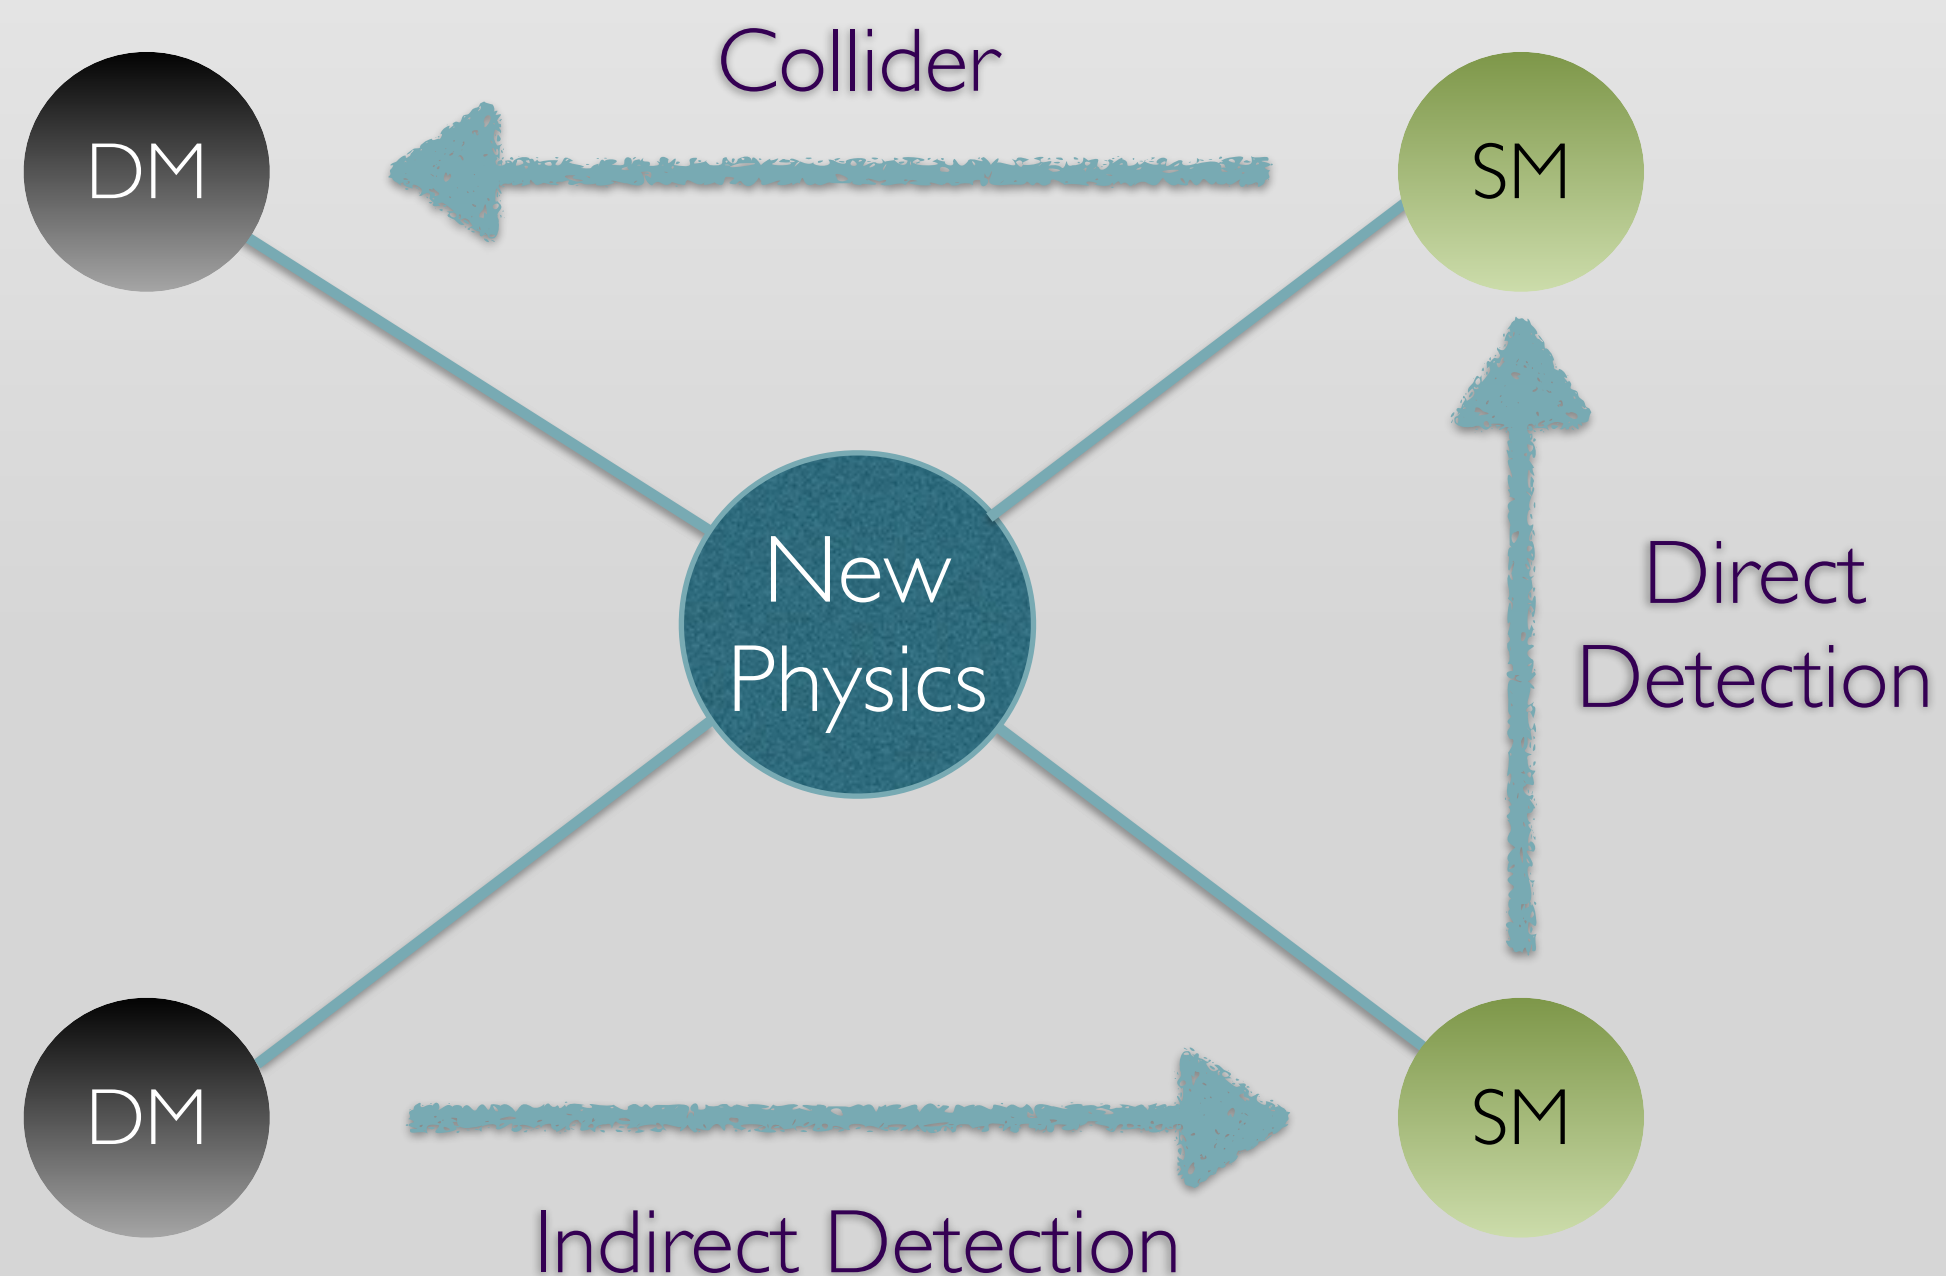 Collider
DM
SM
New
Physics
Direct
Detection
DM
SM
Indirect Detection